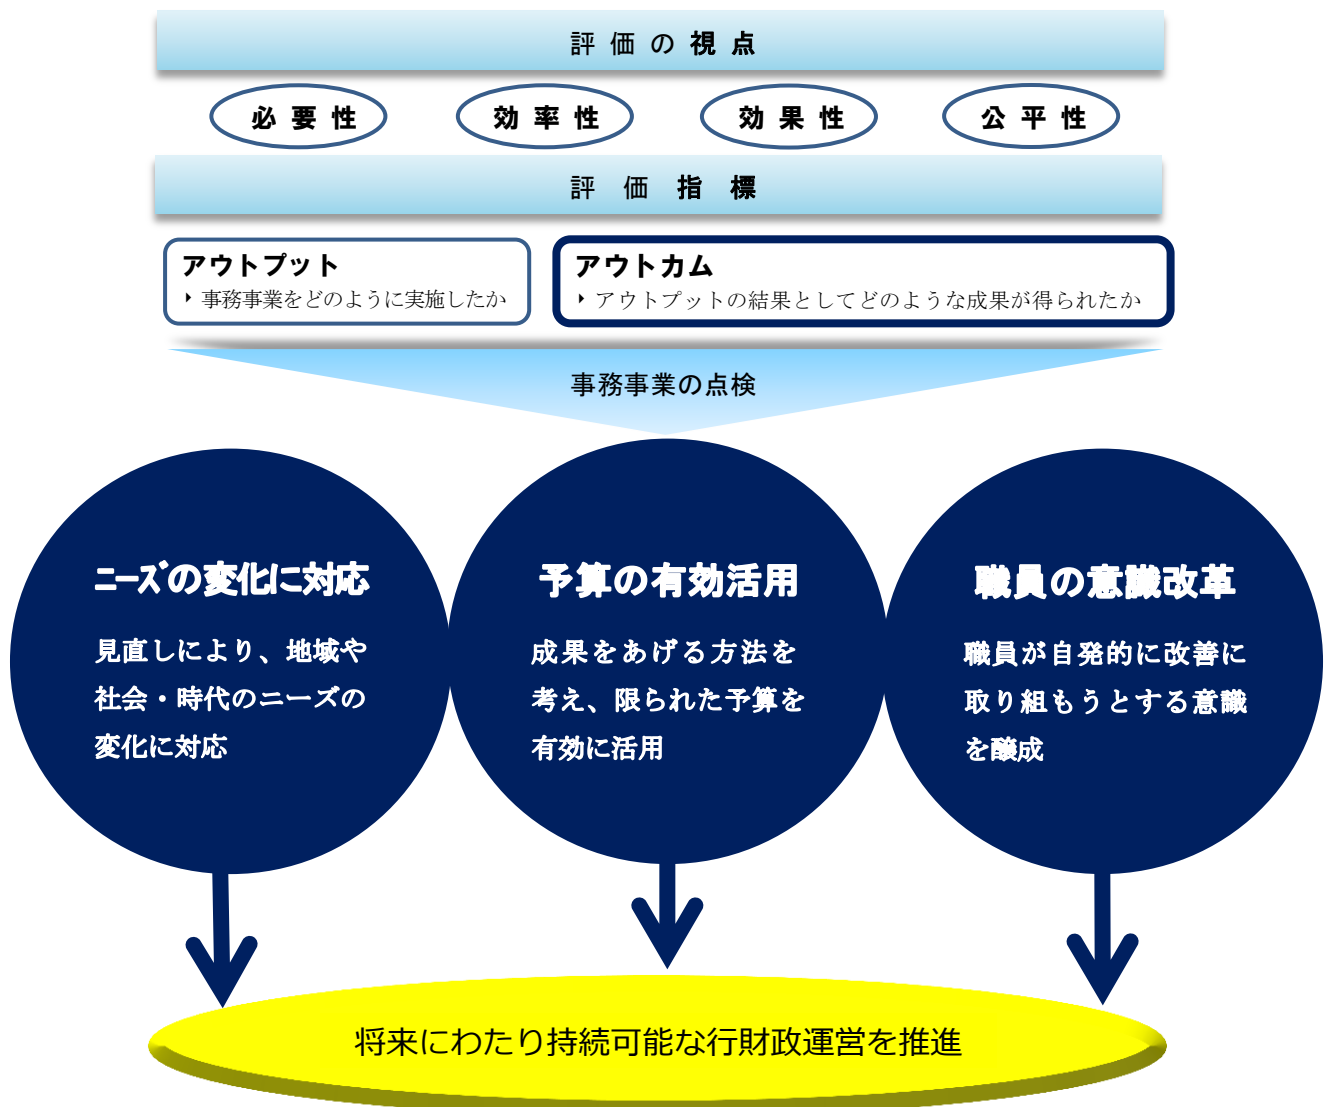 評価の視点
必要性 効率性 効果性 公平性
評価指標
アウトプット
事務事業をどのように実施したか
アウトカム
アウトプットの結果としてどのような成果が得られたか
事務事業の点検
ニーズの変化に対応
見直しにより、地域や
社会・時代のニーズの
変化に対応
予算の有効活用
成果をあげる方法を
考え、限られた予算を
有効に活用
職員の意識改革
職員が自発的に改善に
取り組もうとする意識
を醸成
将来にわたり持続可能な行財政運営を推進